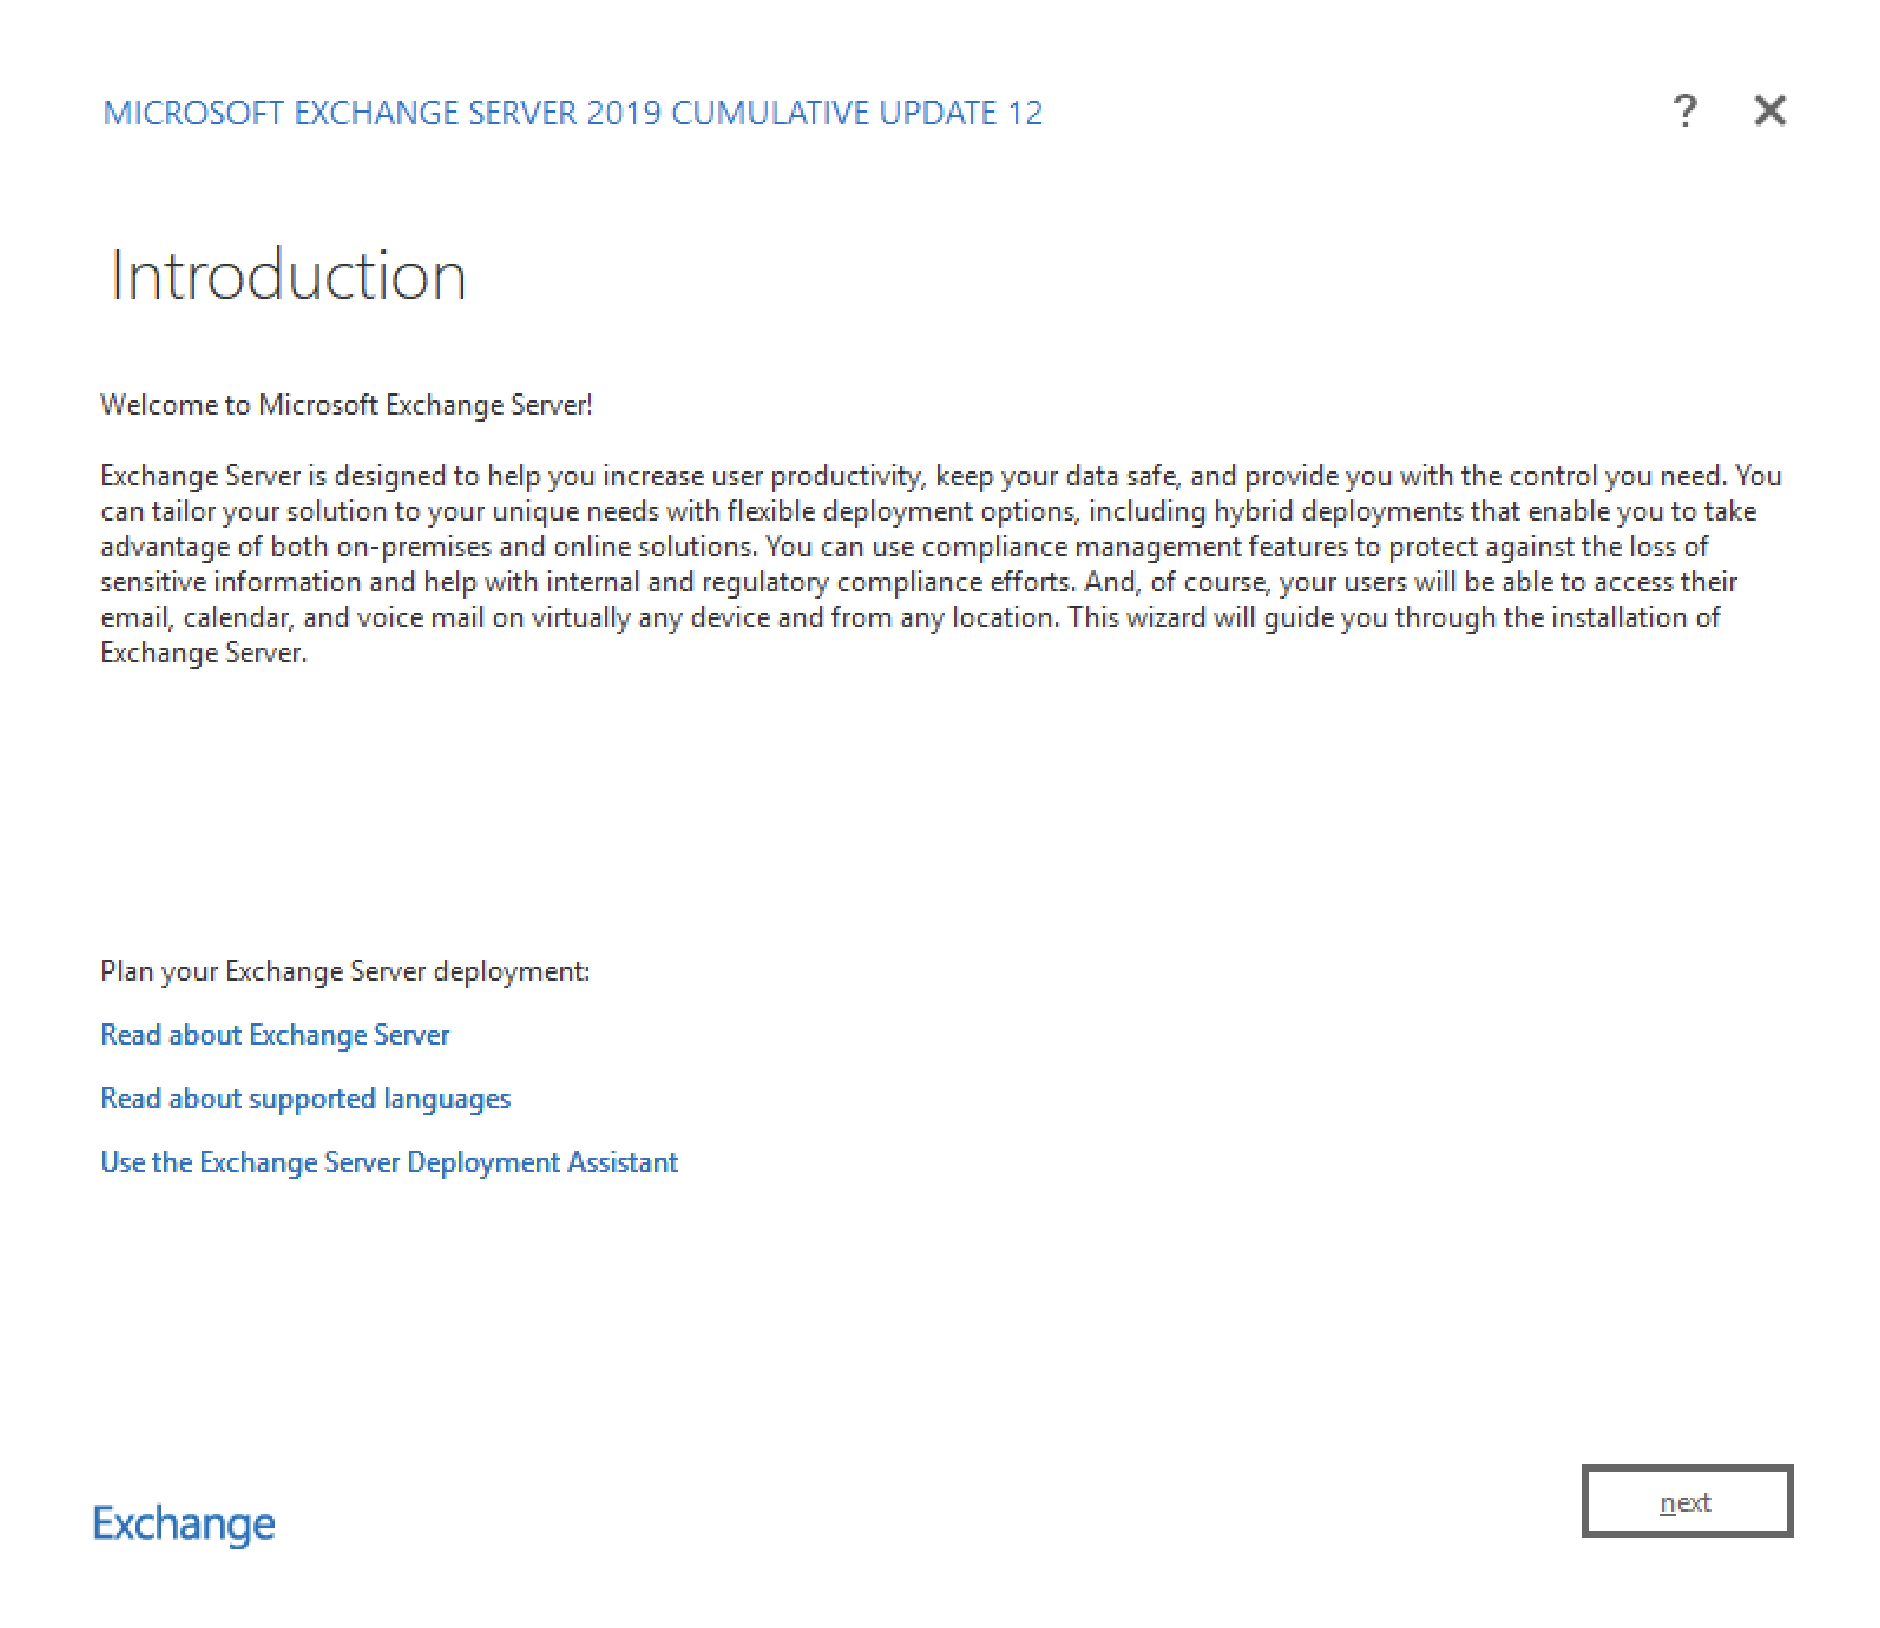 MICROSOFT EXCHANGE SERVER 2019 CUMULATIVE UPDATE 12
?
Introduction
Welcome to Microsoft Exchange Server!
Exchange Server is designed to help you increase user productivity, keep your data safe, and provide you with the control you need. You
can tailor your solution to your unique needs with flexible deployment options, including hybrid deployments that enable you to take
advantage of both on-premises and online solutions. You can use compliance management features to protect against the loss of
sensitive information and help with internal and regulatory compliance efforts. And, of course, your users will be able to access their
email, calendar, and voice mail on virtually any device and from any location. This wizard will guide you through the installation of
Exchange Server.
Plan your Exchange Server deployment:
Read about Exchange Server
Read about supported languages
Use the Exchange Server Deployment Assistant
Exchange
next